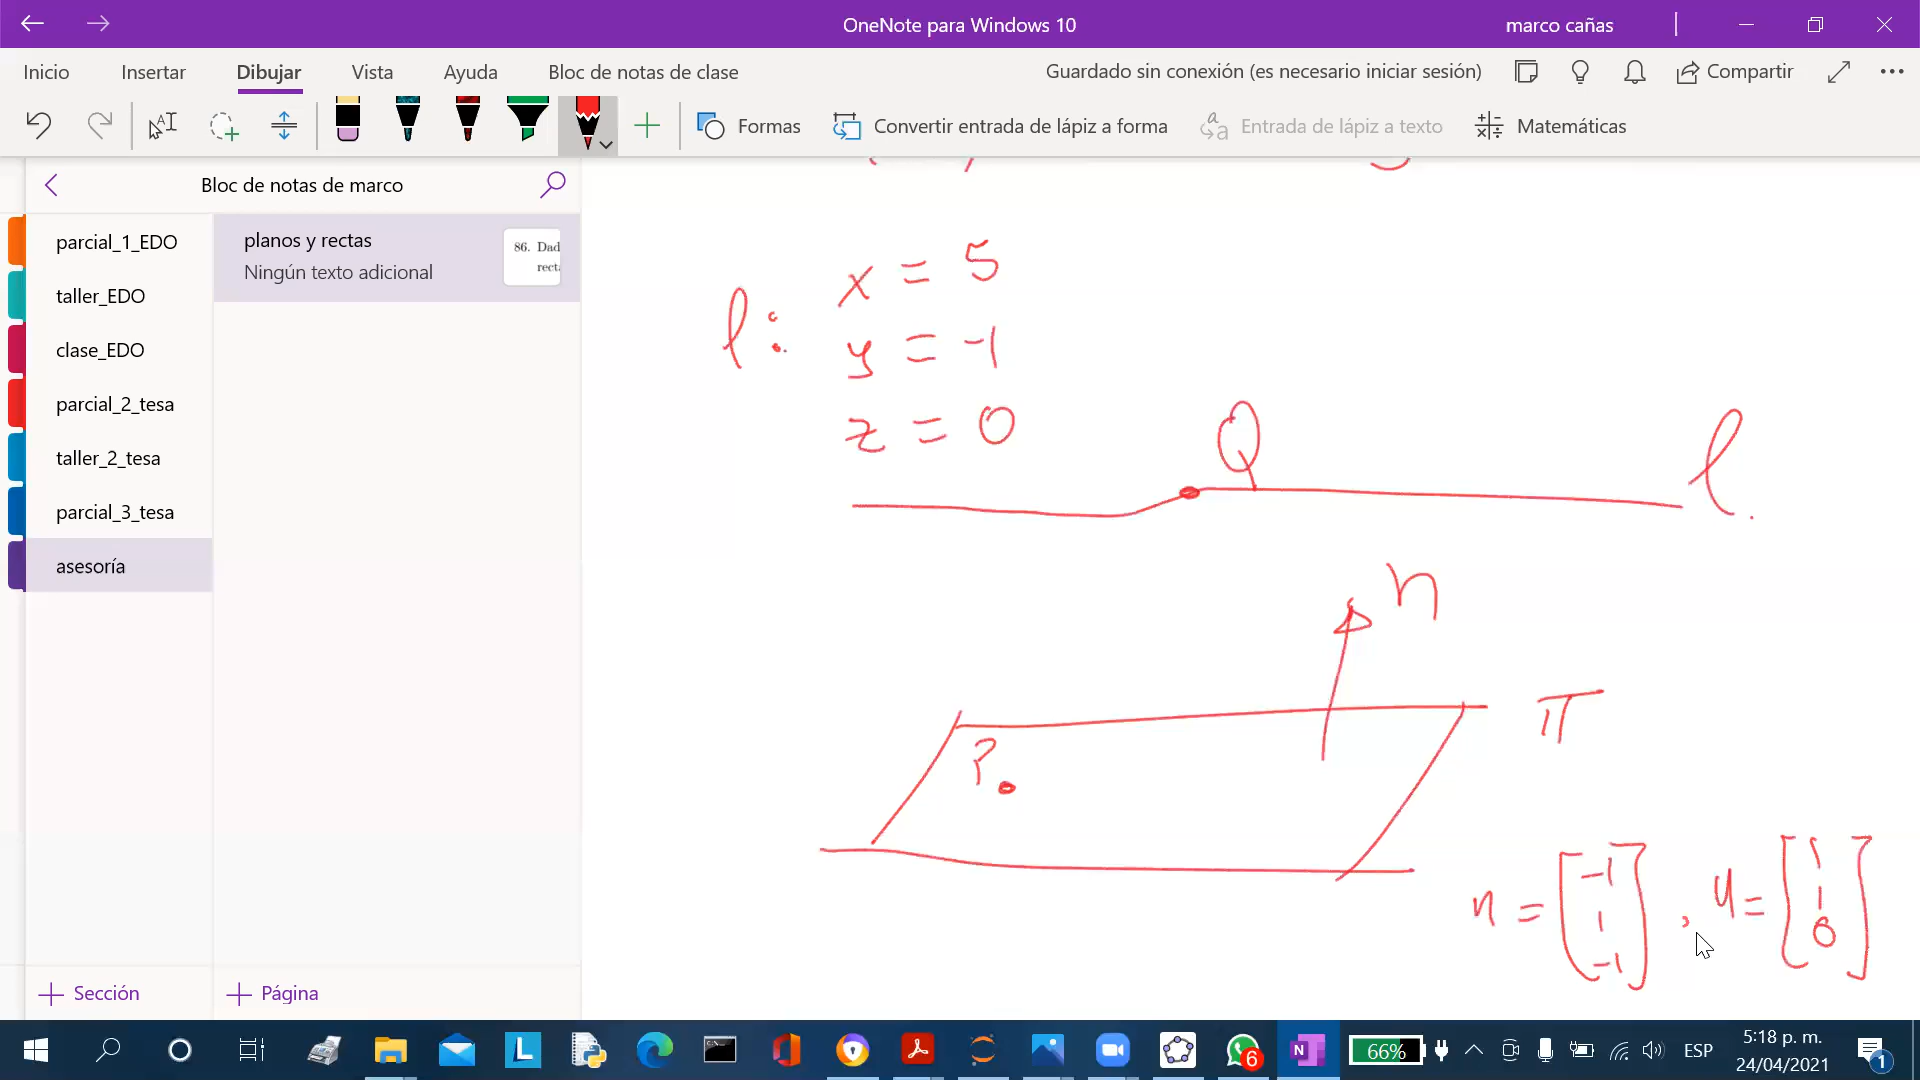 OneNote para Windows 10
marco cañas
Inicio
Insertar
Dibujar
Vista
Ayuda
Bloc de notas de clase
Guardado sin conexión (es necesario iniciar sesión)
Compartir
Formas
Convertir entrada de lápiz a forma
Entrada de lápiz a texto
Matemáticas
Bloc de notas de marco
parcial_1_EDO
taller_EDO
clase_EDO
parcial_2_tesa
taller_2_tesa
parcial_3_tesa
asesoría
planos y rectas
Ningún texto adicional
86. Dad
rect
+ Sección
+ Página
l:
x = 5
y = -1
z = 0
Q
l.
n
π
P
n = [-1 1 -1] , u = [1 1 0]
66%
6
ESP
5:18 p. m.
24/04/2021
1